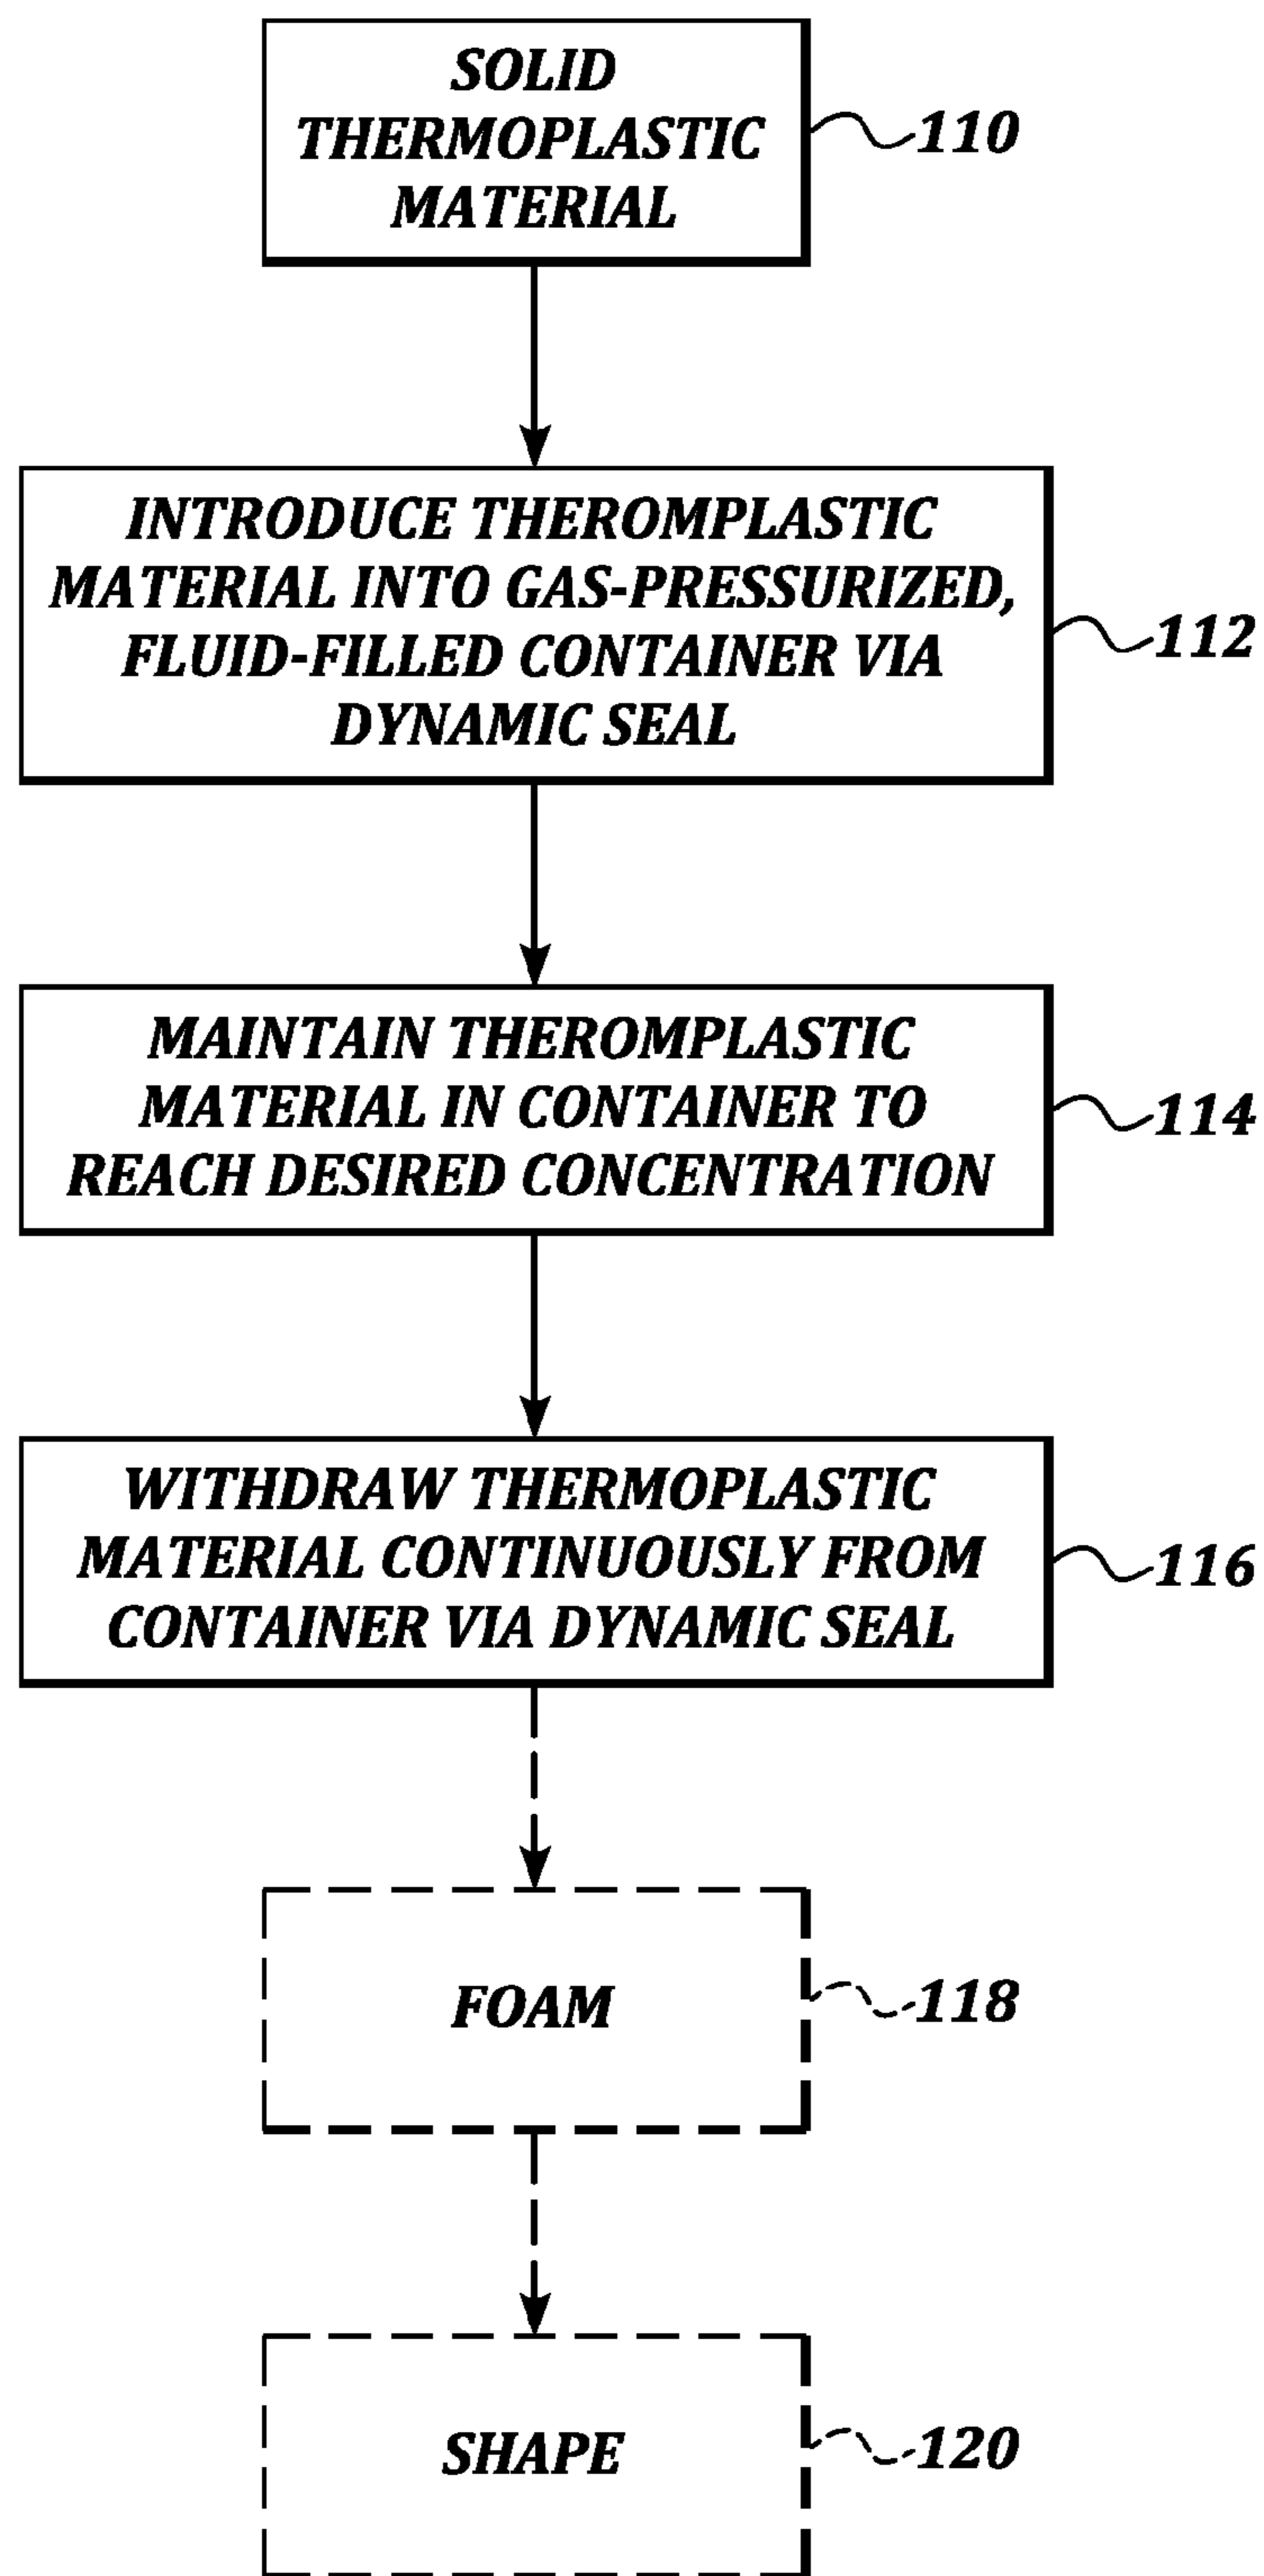 SOLID
THERMOPLASTIC
MATERIAL
110
INTRODUCE THEROMPLASTIC
MATERIAL INTO GAS-PRESSURIZED,
FLUID-FILLED CONTAINER VIA
DYNAMIC SEAL
112
MAINTAIN THEROMPLASTIC
MATERIAL IN CONTAINER TO
REACH DESIRED CONCENTRATION
114
WITHDRAW THERMOPLASTIC
MATERIAL CONTINUOUSLY FROM
CONTAINER VIA DYNAMIC SEAL
116
FOAM
118
SHAPE
120